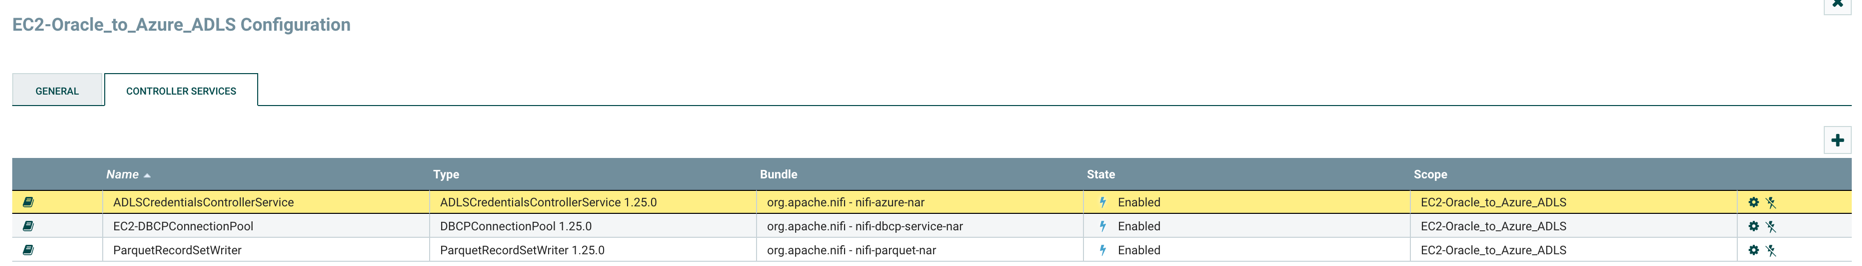 EC2-Oracle_to_Azure_ADLS Configuration
GENERAL CONTROLLER SERVICES
Name Type Bundle State Scope
ADLSCredentialsControllerService ADLSCredentialsControllerService 1.25.0 org.apache.nifi - nifi-azure-nar Enabled EC2-Oracle_to_Azure_ADLS
EC2-DBCPConnectionPool DBCPConnectionPool 1.25.0 org.apache.nifi - nifi-dbcp-service-nar Enabled EC2-Oracle_to_Azure_ADLS
ParquetRecordSetWriter ParquetRecordSetWriter 1.25.0 org.apache.nifi - nifi-parquet-nar Enabled EC2-Oracle_to_Azure_ADLS